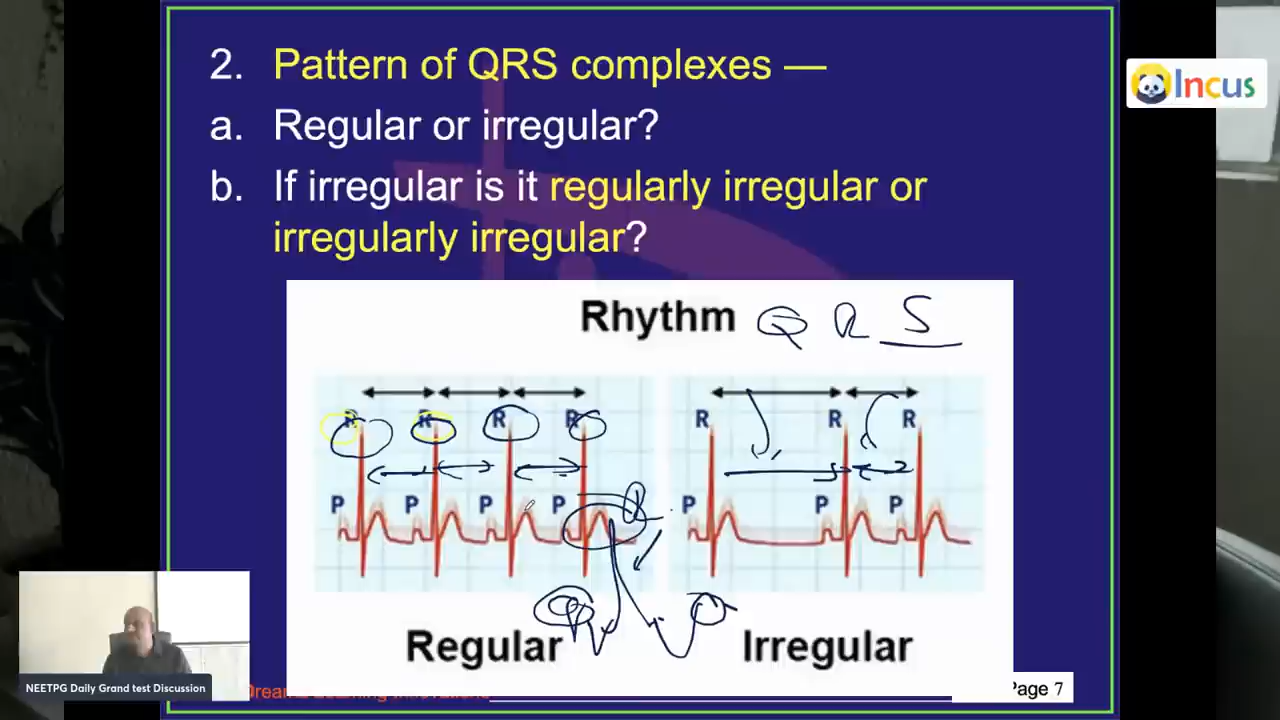 2. Pattern of QRS complexes —
a. Regular or irregular?
b. If irregular is it regularly irregular or
irregularly irregular?
Incus
Rhythm Q R S
R R R R
P P P P
R R R
P P P
Regular
Irregular
NEETPG Daily Grand test Discussion
Page 7